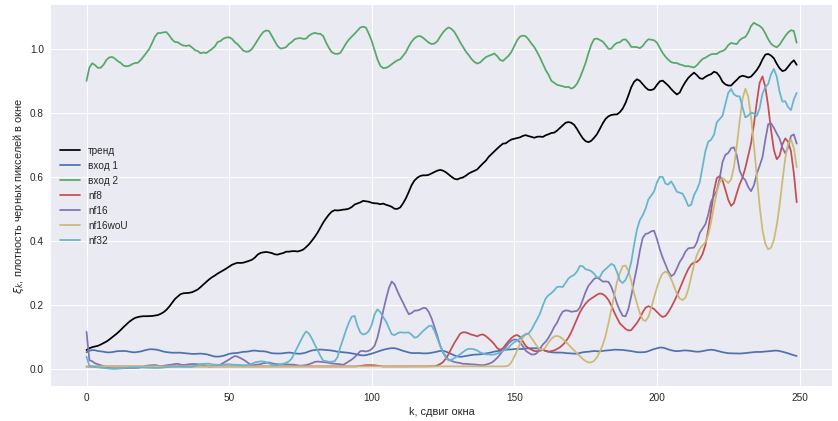 1.0
0.8
0.6
0.4
0.2
0.0
ξk, плотность черных пикселей в окне
тренд
вход 1
вход 2
nf8
nf16
nf16woU
nf32
0 50 100 150 200 250
k, сдвиг окна